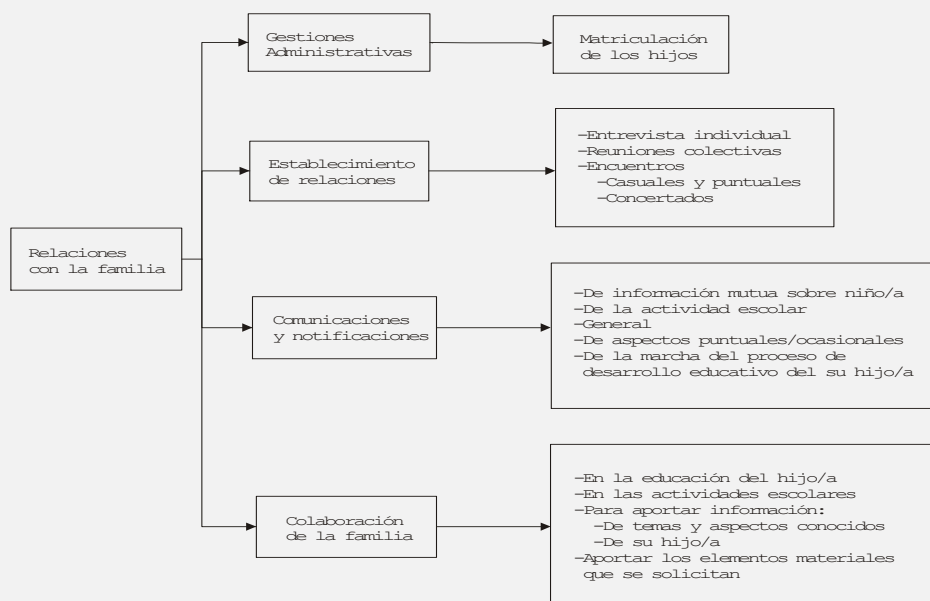 Gestiones
Administrativas
Matriculación
de los hijos
Establecimiento
de relaciones
-Entrevista individual
-Reuniones colectivas
-Encuentros
-Casuales y puntuales
-Concertados
Relaciones
con la familia
Comunicaciones
y notificaciones
-De información mutua sobre niño/a
-De la actividad escolar
-General
-De aspectos puntuales/ocasionales
-De la marcha del proceso de
desarrollo educativo del su hijo/a
Colaboración
de la familia
-En la educación del hijo/a
-En las actividades escolares
-Para aportar información:
-De temas y aspectos conocidos
-De su hijo/a
-Aportar los elementos materiales
que se solicitan